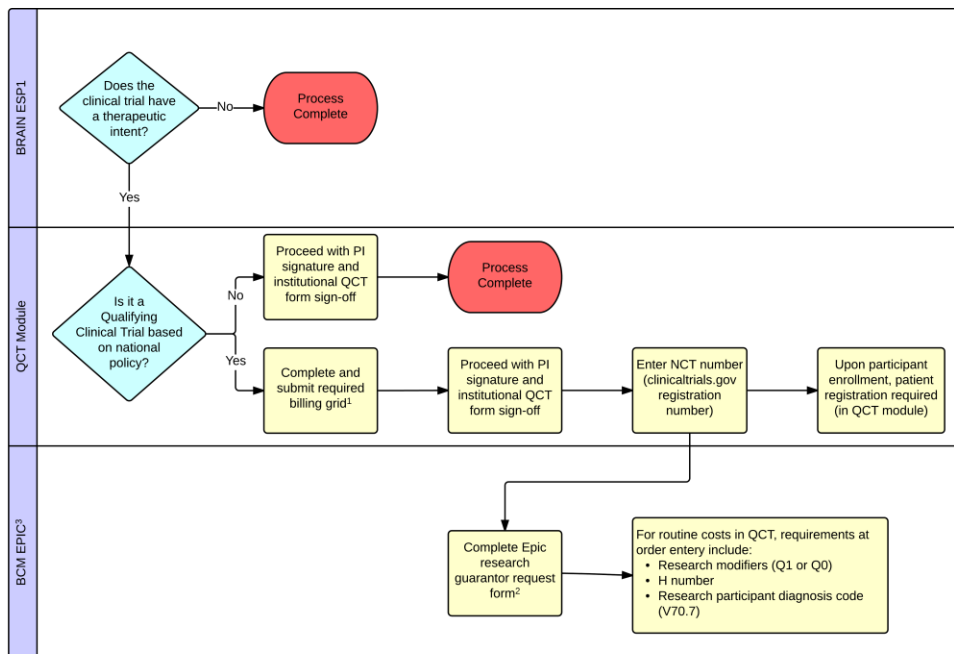 BRAIN ESP1
Does the
clinical trial have
a therapeutic
intent?
No
Process
Complete
Yes
QCT Module
Is it a
Qualifying
Clinical Trial based
on national
policy?
No
Proceed with PI
signature and
institutional QCT
form sign-off
Process
Complete
Yes
Complete and
submit required
billing grid¹
Proceed with PI
signature and
institutional QCT
form sign-off
Enter NCT number
(clinicaltrials.gov
registration
number)
Upon participant
enrollment, patient
registration required
(in QCT module)
BCM EPIC³
Complete Epic
research
guarantor request
form²
For routine costs in QCT, requirements at
order entery include:
• Research modifiers (Q1 or Q0)
• H number
• Research participant diagnosis code
(V70.7)